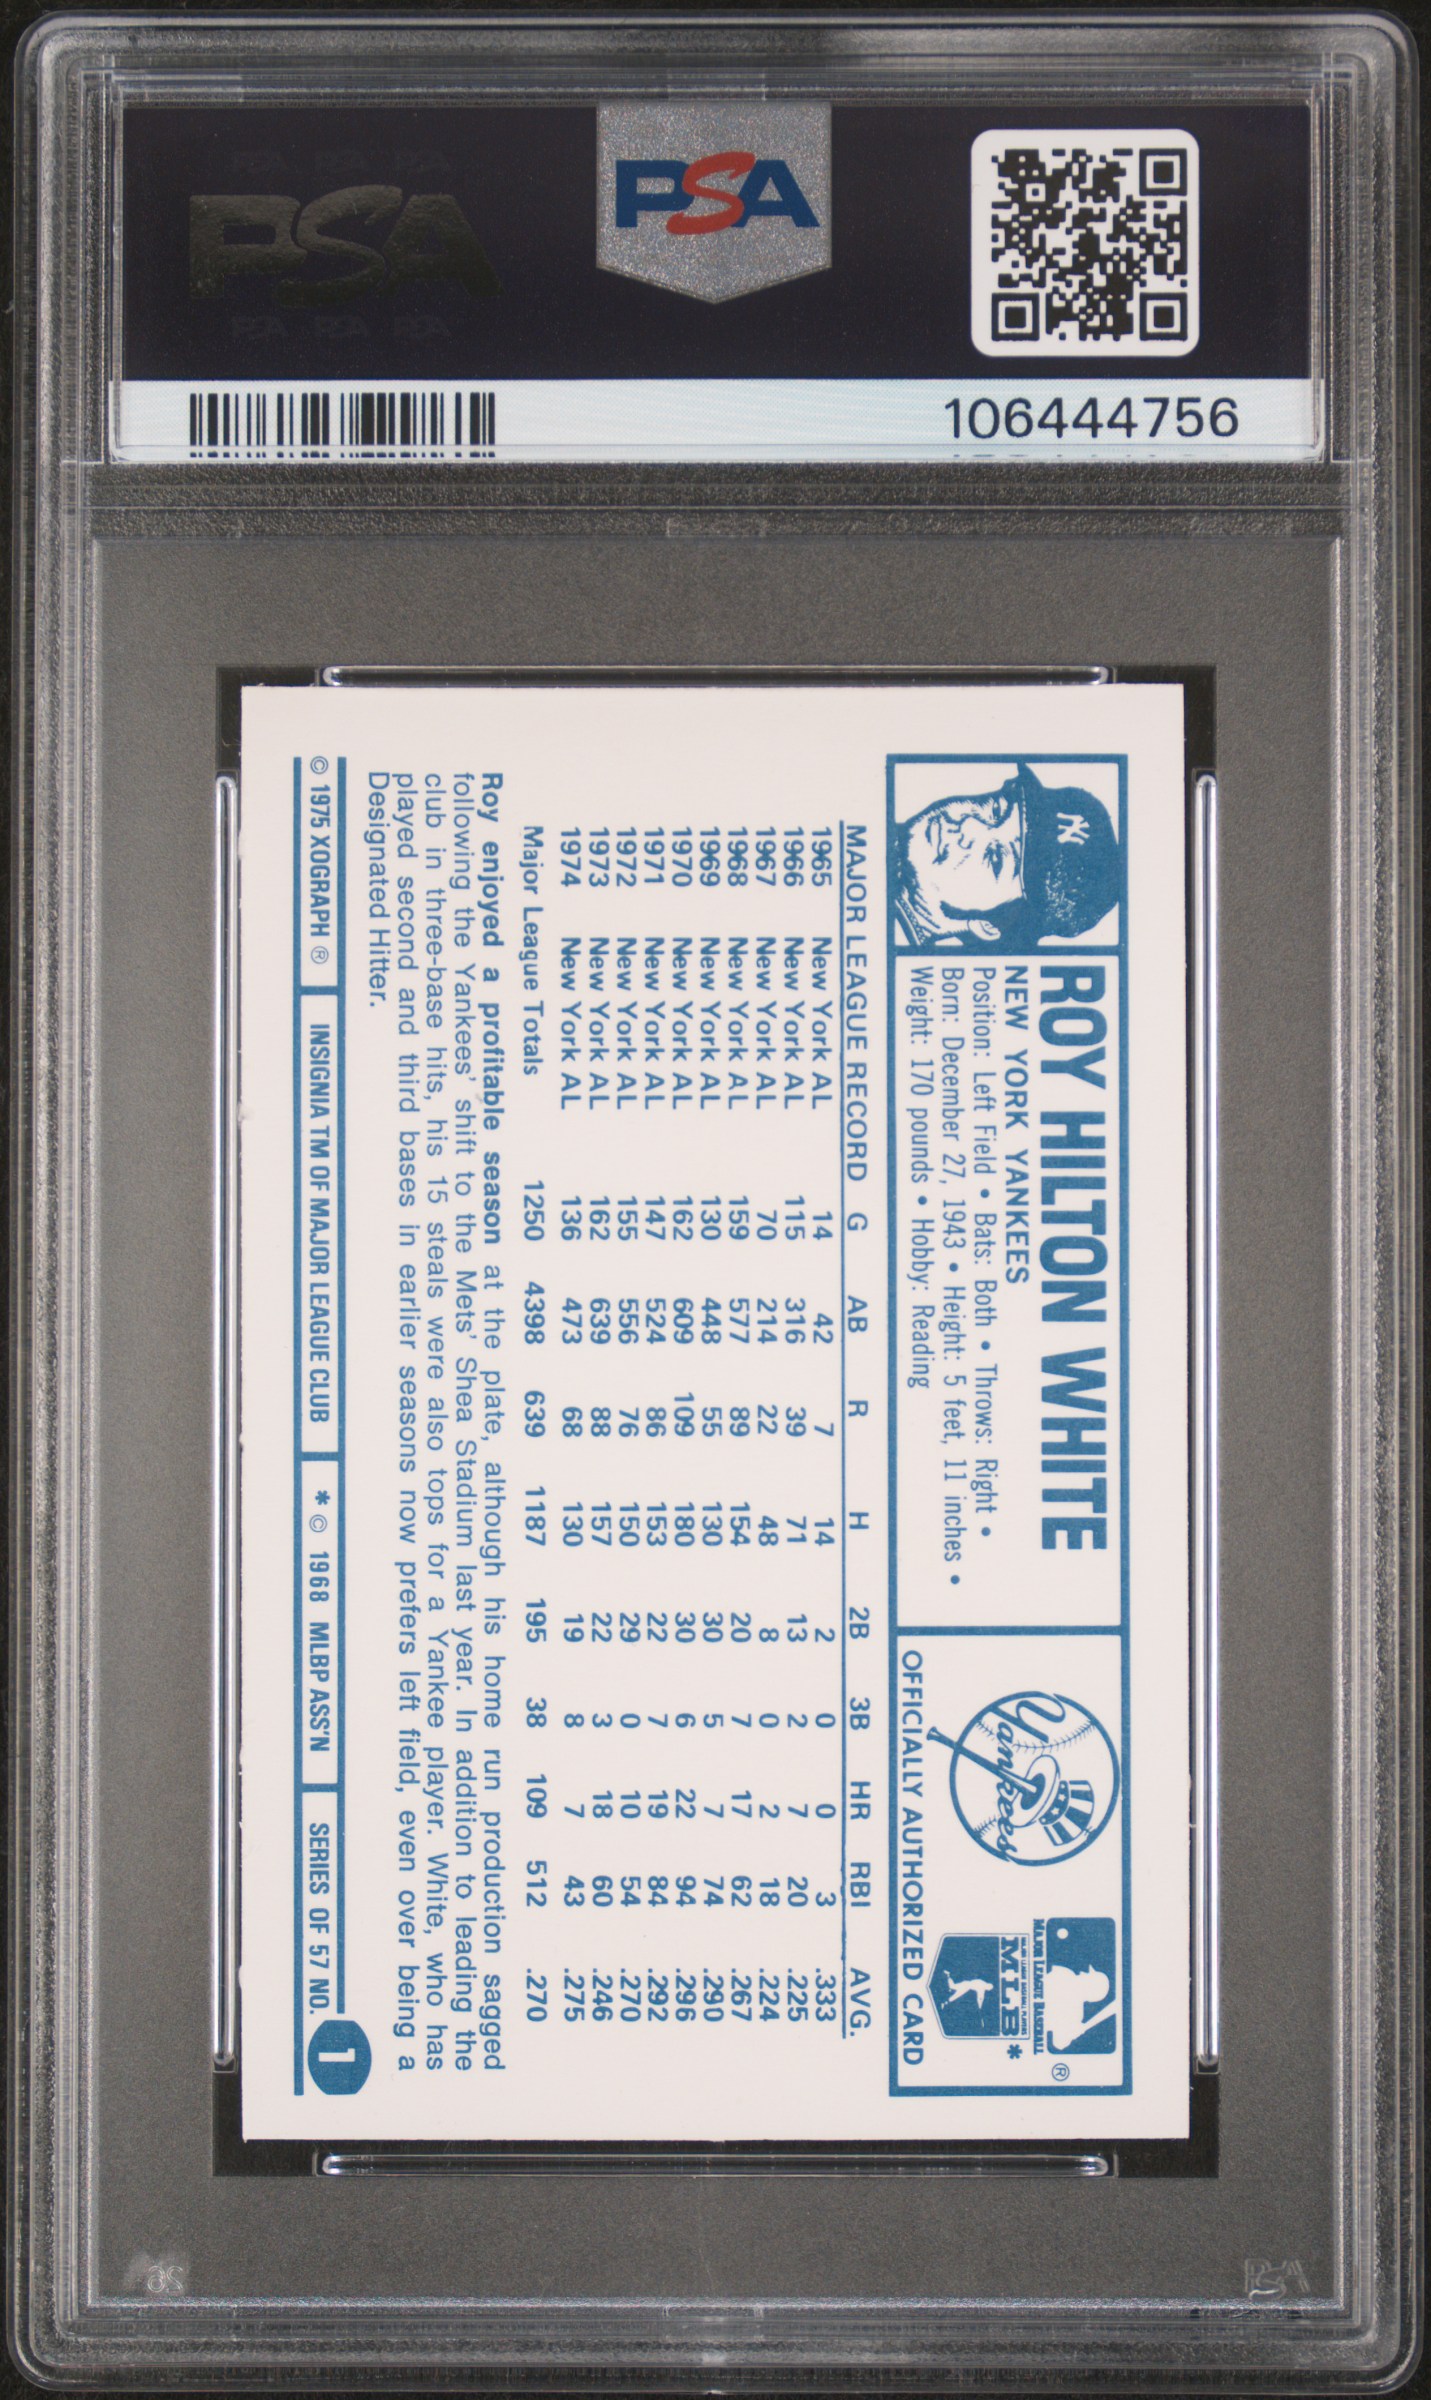 PSA
PSA
106444756
ROY HILTON WHITE
NEW YORK YANKEES
Position: Left Field • Bats: Both • Throws: Right •
Born: December 27, 1943 • Height: 5 feet, 11 inches •
Weight: 170 pounds • Hobby: Reading
Yankees
MAJOR LEAGUE BASEBALL ®
MLB *
OFFICIALLY AUTHORIZED CARD
MAJOR LEAGUE RECORD G AB R H 2B 3B HR RBI AVG.
1965 New York AL 14 42 7 14 2 0 0 3 .333
1966 New York AL 115 316 39 71 13 2 7 20 .225
1967 New York AL 70 214 22 48 8 0 2 18 .224
1968 New York AL 159 577 89 154 20 7 17 62 .267
1969 New York AL 130 448 55 130 30 5 7 74 .290
1970 New York AL 162 609 109 180 30 6 22 94 .296
1971 New York AL 147 524 86 153 22 7 19 84 .292
1972 New York AL 155 556 76 150 29 0 10 54 .270
1973 New York AL 162 639 88 157 22 3 18 60 .246
1974 New York AL 136 473 68 130 19 8 7 43 .275
Major League Totals 1250 4398 639 1187 195 38 109 512 .270
Roy enjoyed a profitable season at the plate, although his home run production sagged
following the Yankees' shift to the Mets' Shea Stadium last year. In addition to leading the
club in three-base hits, his 15 steals were also tops for a Yankee player. White, who has
played second and third bases in earlier seasons now prefers left field, even over being a
Designated Hitter.
© 1975 XOGRAPH ® INSIGNIA TM OF MAJOR LEAGUE CLUB * © 1968 MLBP ASS'N SERIES OF 57 NO. 1
PSA